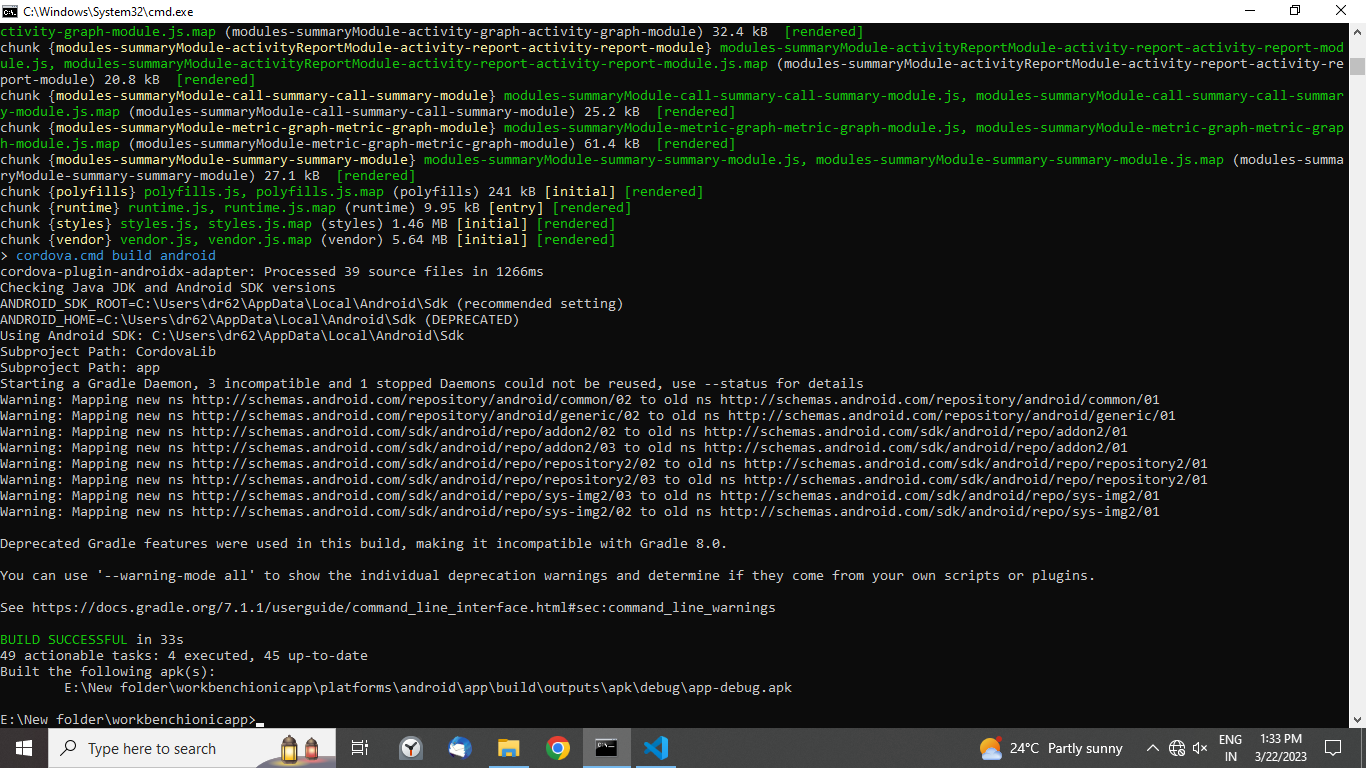 C:\Windows\System32\cmd.exe
ctivity-graph-module.js.map (modules-summaryModule-activity-graph-activity-graph-module) 32.4 kB  [rendered]
chunk {modules-summaryModule-activityReportModule-activity-report-activity-report-module} modules-summaryModule-activityReportModule-activity-report-activity-report-mod
ule.js, modules-summaryModule-activityReportModule-activity-report-activity-report-module.js.map (modules-summaryModule-activityReportModule-activity-report-activity-re
port-module) 20.8 kB  [rendered]
chunk {modules-summaryModule-call-summary-call-summary-module} modules-summaryModule-call-summary-call-summary-module.js, modules-summaryModule-call-summary-call-summar
y-module.js.map (modules-summaryModule-call-summary-call-summary-module) 25.2 kB  [rendered]
chunk {modules-summaryModule-metric-graph-metric-graph-module} modules-summaryModule-metric-graph-metric-graph-module.js, modules-summaryModule-metric-graph-metric-grap
h-module.js.map (modules-summaryModule-metric-graph-metric-graph-module) 61.4 kB  [rendered]
chunk {modules-summaryModule-summary-summary-module} modules-summaryModule-summary-summary-module.js, modules-summaryModule-summary-summary-module.js.map (modules-summa
ryModule-summary-summary-module) 27.1 kB  [rendered]
chunk {polyfills} polyfills.js, polyfills.js.map (polyfills) 241 kB [initial] [rendered]
chunk {runtime} runtime.js, runtime.js.map (runtime) 9.95 kB [entry] [rendered]
chunk {styles} styles.js, styles.js.map (styles) 1.46 MB [initial] [rendered]
chunk {vendor} vendor.js, vendor.js.map (vendor) 5.64 MB [initial] [rendered]
> cordova.cmd build android
cordova-plugin-androidx-adapter: Processed 39 source files in 1266ms
Checking Java JDK and Android SDK versions
ANDROID_SDK_ROOT=C:\Users\dr62\AppData\Local\Android\Sdk (recommended setting)
ANDROID_HOME=C:\Users\dr62\AppData\Local\Android\Sdk (DEPRECATED)
Using Android SDK: C:\Users\dr62\AppData\Local\Android\Sdk
Subproject Path: CordovaLib
Subproject Path: app
Starting a Gradle Daemon, 3 incompatible and 1 stopped Daemons could not be reused, use --status for details
Warning: Mapping new ns http://schemas.android.com/repository/android/common/02 to old ns http://schemas.android.com/repository/android/common/01
Warning: Mapping new ns http://schemas.android.com/repository/android/generic/02 to old ns http://schemas.android.com/repository/android/generic/01
Warning: Mapping new ns http://schemas.android.com/sdk/android/repo/addon2/02 to old ns http://schemas.android.com/sdk/android/repo/addon2/01
Warning: Mapping new ns http://schemas.android.com/sdk/android/repo/addon2/03 to old ns http://schemas.android.com/sdk/android/repo/addon2/01
Warning: Mapping new ns http://schemas.android.com/sdk/android/repo/repository2/02 to old ns http://schemas.android.com/sdk/android/repo/repository2/01
Warning: Mapping new ns http://schemas.android.com/sdk/android/repo/repository2/03 to old ns http://schemas.android.com/sdk/android/repo/repository2/01
Warning: Mapping new ns http://schemas.android.com/sdk/android/repo/sys-img2/03 to old ns http://schemas.android.com/sdk/android/repo/sys-img2/01
Warning: Mapping new ns http://schemas.android.com/sdk/android/repo/sys-img2/02 to old ns http://schemas.android.com/sdk/android/repo/sys-img2/01
Deprecated Gradle features were used in this build, making it incompatible with Gradle 8.0.
You can use '--warning-mode all' to show the individual deprecation warnings and determine if they come from your own scripts or plugins.
See https://docs.gradle.org/7.1.1/userguide/command_line_interface.html#sec:command_line_warnings
BUILD SUCCESSFUL in 33s
49 actionable tasks: 4 executed, 45 up-to-date
Built the following apk(s):
E:\New folder\workbenchionicapp\platforms\android\app\build\outputs\apk\debug\app-debug.apk
E:\New folder\workbenchionicapp>
Type here to search
24°C Partly sunny
ENG
IN
1:33 PM
3/22/2023